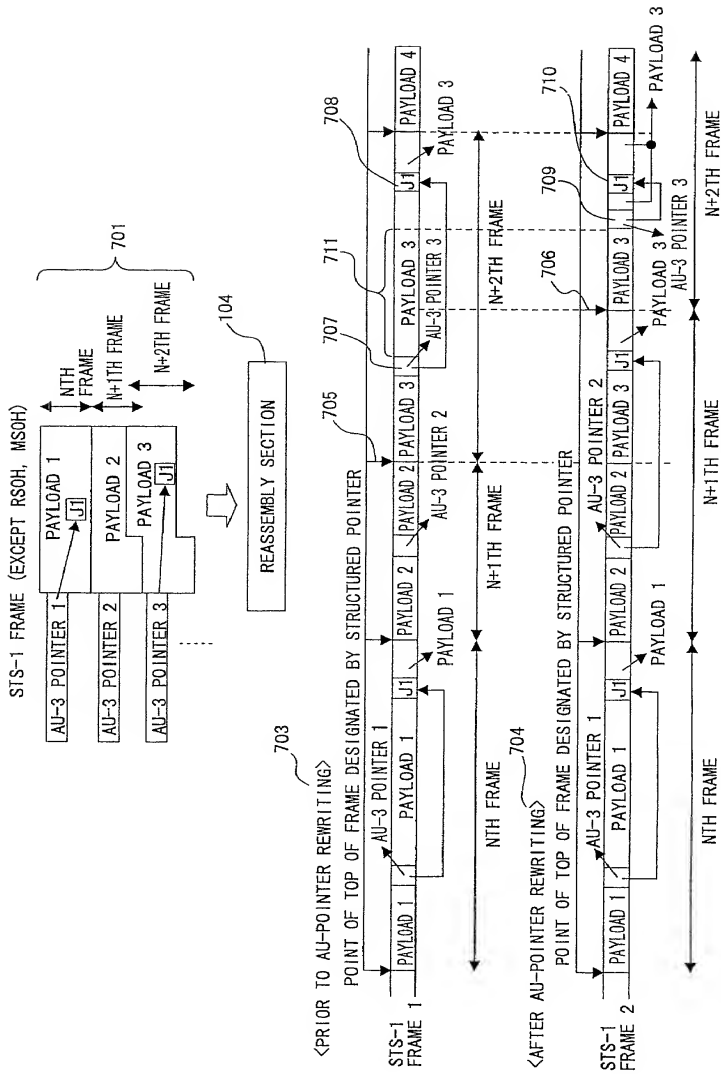 STS-1 FRAME (EXCEPT RSOH, MSOH)
AU-3 POINTER 1
AU-3 POINTER 2
AU-3 POINTER 3
PAYLOAD 1
J1
PAYLOAD 2
PAYLOAD 3
J1
NTH FRAME
N+1TH FRAME
N+2TH FRAME
701
104
REASSEMBLY SECTION
<PRIOR TO AU-POINTER REWRITING>
703
POINT OF TOP OF FRAME DESIGNATED BY STRUCTURED POINTER
705
707
711
708
AU-3 POINTER 1
STS-1 FRAME 1
PAYLOAD 1
PAYLOAD 1
J1
PAYLOAD 2
PAYLOAD 2
PAYLOAD 3
PAYLOAD 3
J1
PAYLOAD 4
PAYLOAD 1
AU-3 POINTER 2
AU-3 POINTER 3
PAYLOAD 3
NTH FRAME
N+1TH FRAME
N+2TH FRAME
<AFTER AU-POINTER REWRITING>
704
POINT OF TOP OF FRAME DESIGNATED BY STRUCTURED POINTER
706
709
710
AU-3 POINTER 1
AU-3 POINTER 2
STS-1 FRAME 2
PAYLOAD 1
PAYLOAD 1
J1
PAYLOAD 2
PAYLOAD 2
PAYLOAD 3
J1
PAYLOAD 3
J1
PAYLOAD 4
PAYLOAD 1
PAYLOAD 3
AU-3 POINTER 3
PAYLOAD 3
NTH FRAME
N+1TH FRAME
N+2TH FRAME